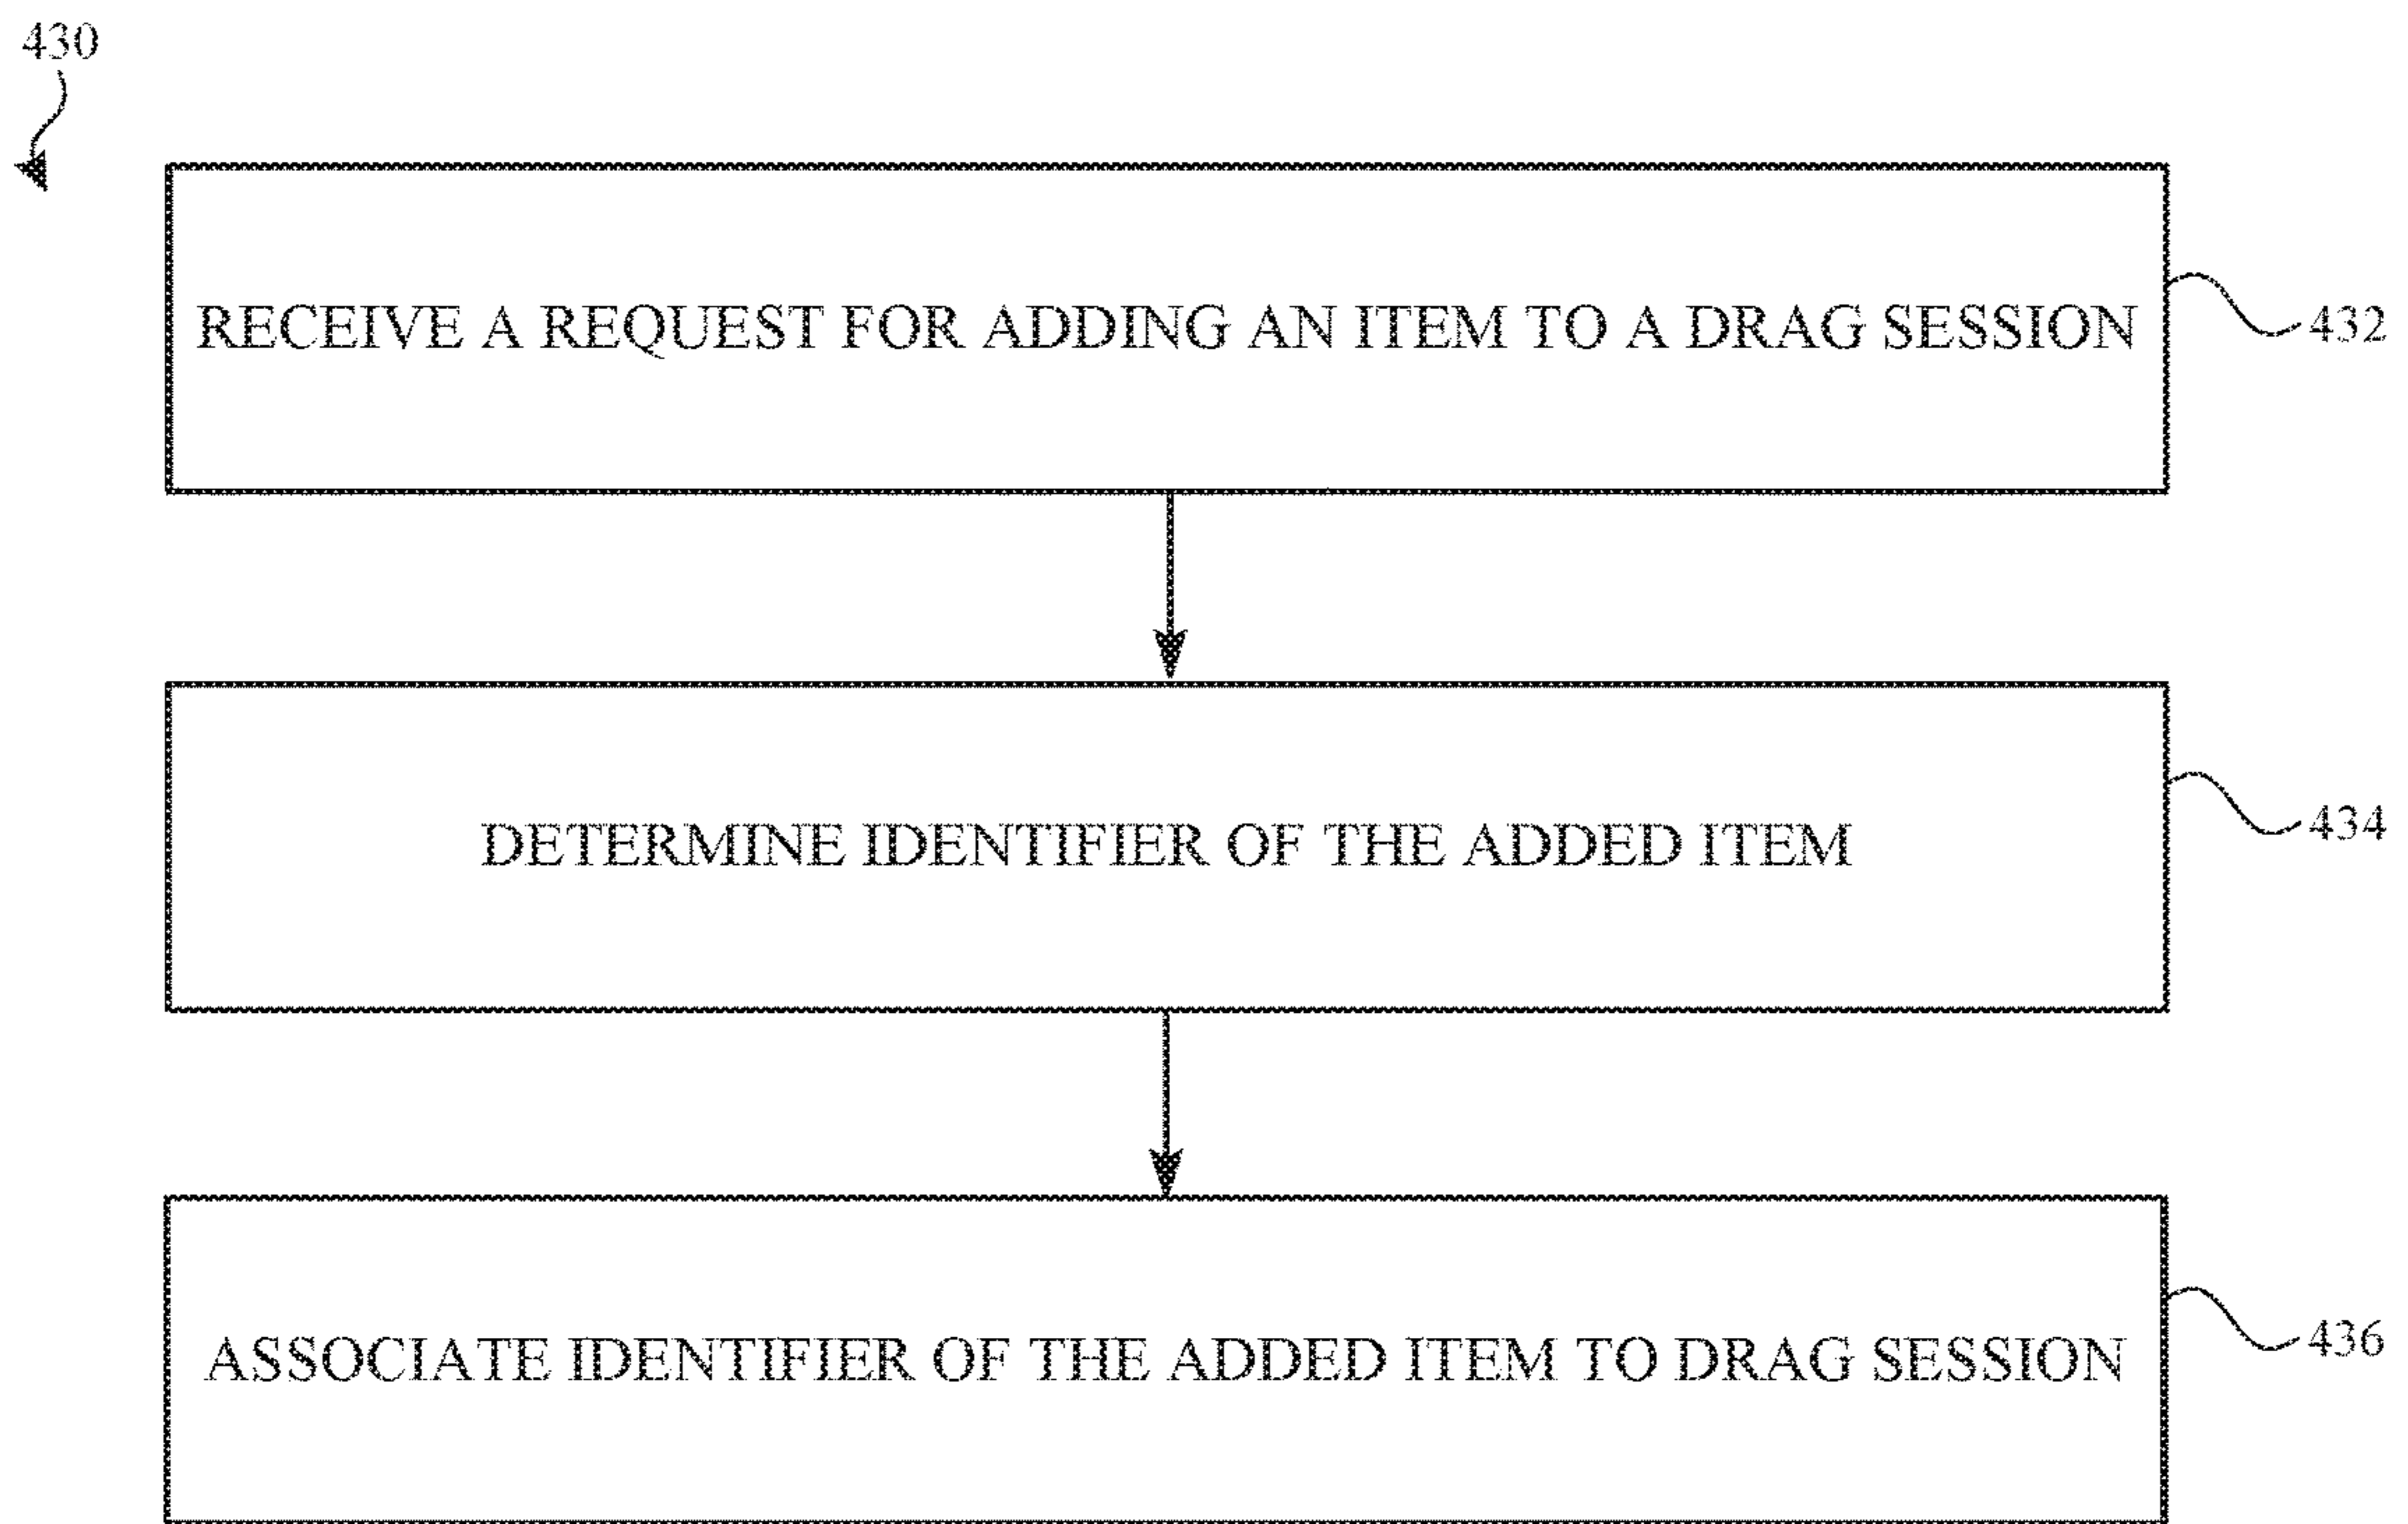 430
RECEIVE A REQUEST FOR ADDING AN ITEM TO A DRAG SESSION
432
DETERMINE IDENTIFIER OF THE ADDED ITEM
434
ASSOCIATE IDENTIFIER OF THE ADDED ITEM TO DRAG SESSION
436